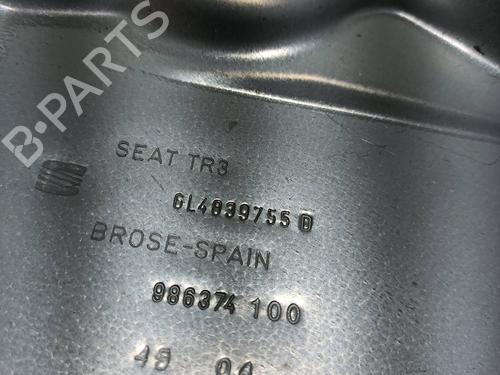 B-PARTS
SEAT TR3
6L4839755 D
BROSE-SPAIN
986374 100